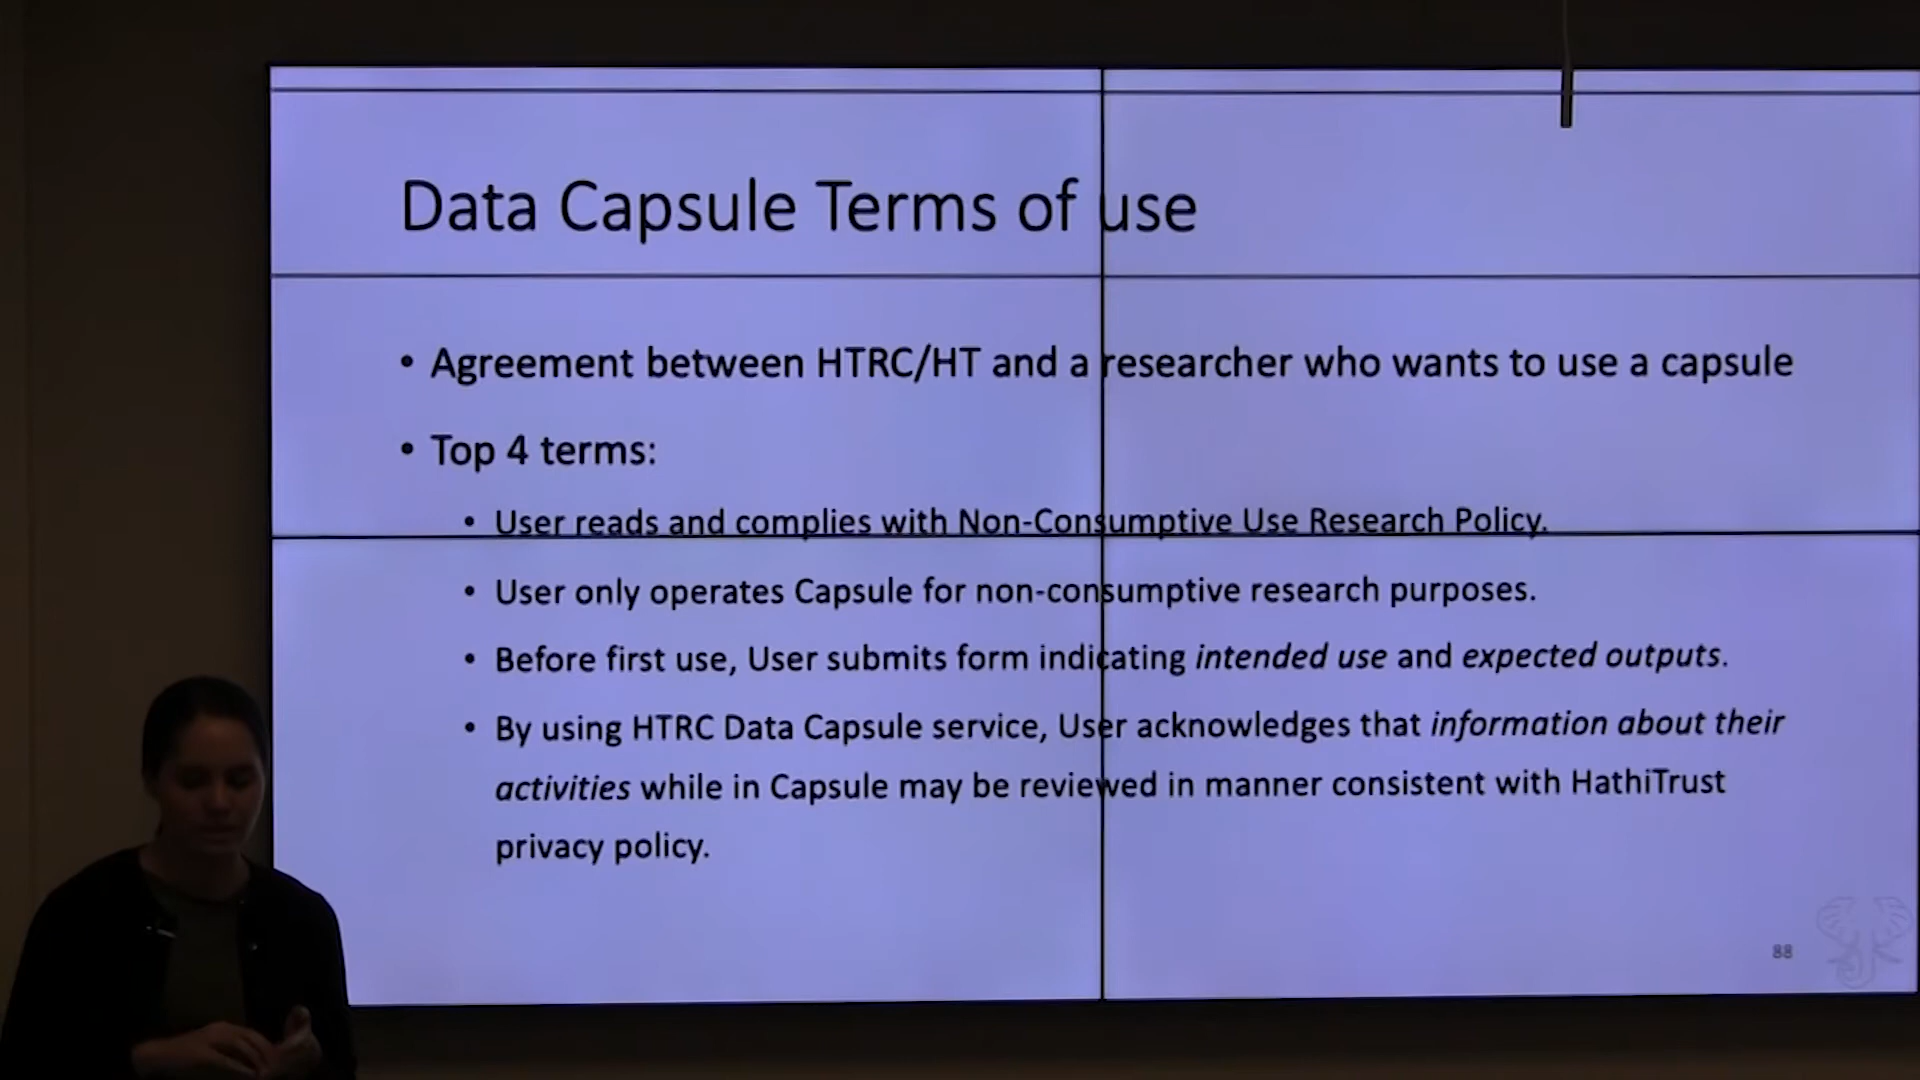 Data Capsule Terms of use
• Agreement between HTRC/HT and a researcher who wants to use a capsule
• Top 4 terms:
• User reads and complies with Non-Consumptive Use Research Policy.
• User only operates Capsule for non-consumptive research purposes.
• Before first use, User submits form indicating intended use and expected outputs.
• By using HTRC Data Capsule service, User acknowledges that information about their
activities while in Capsule may be reviewed in manner consistent with HathiTrust
privacy policy.
88